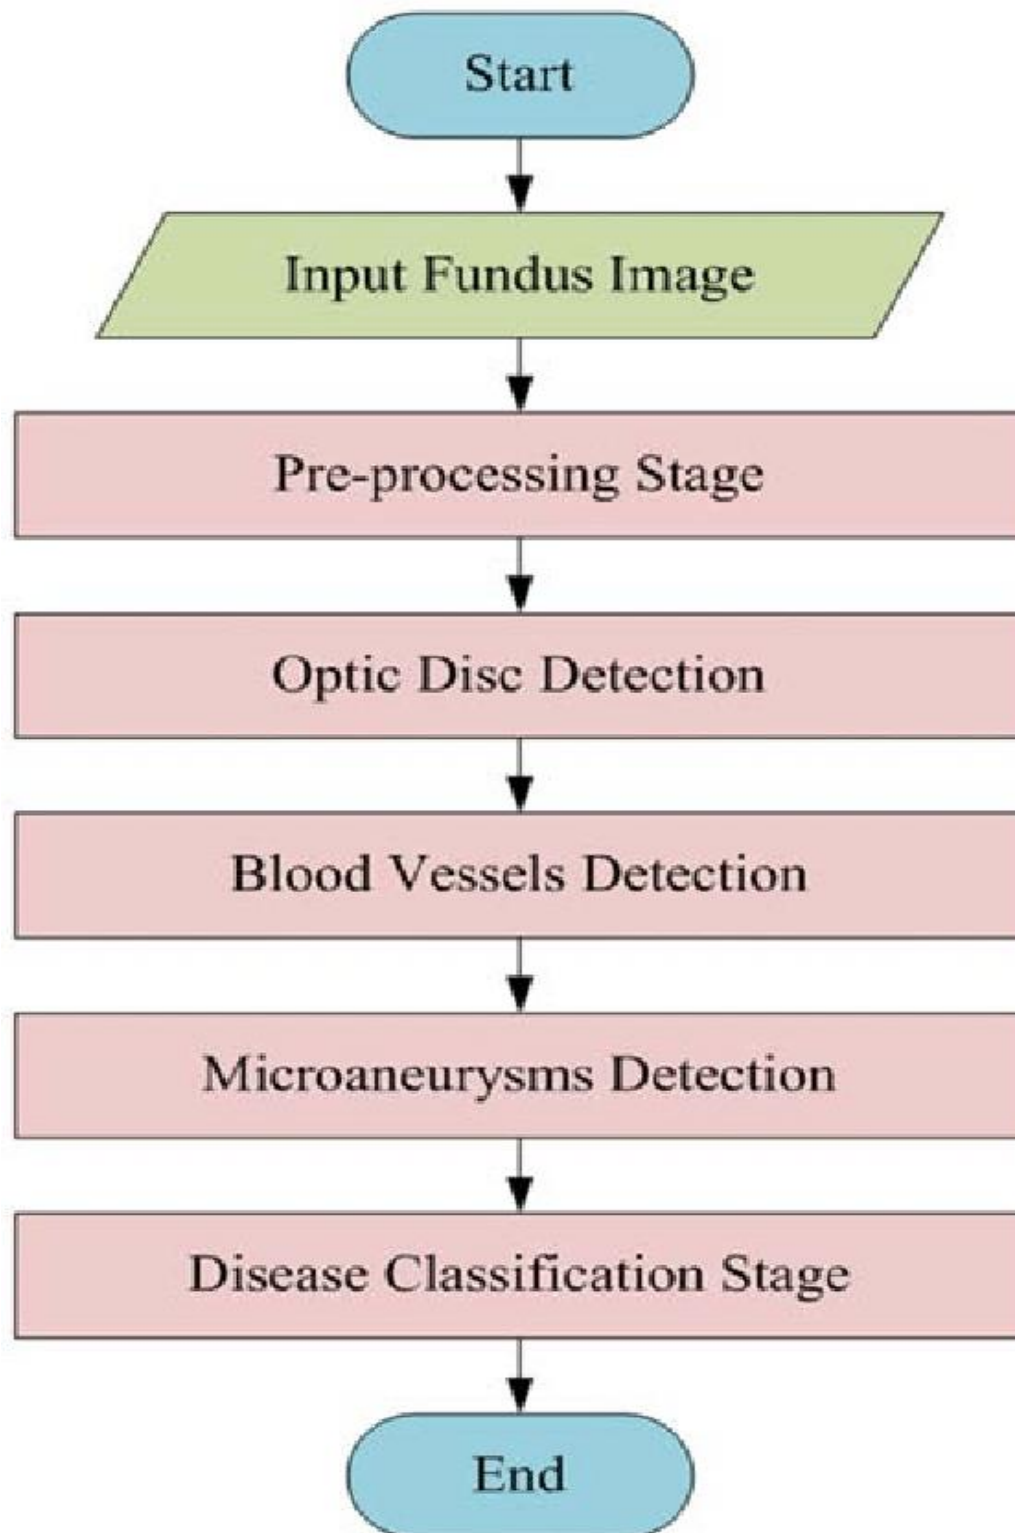 Start
Input Fundus Image
Pre-processing Stage
Optic Disc Detection
Blood Vessels Detection
Microaneurysms Detection
Disease Classification Stage
End